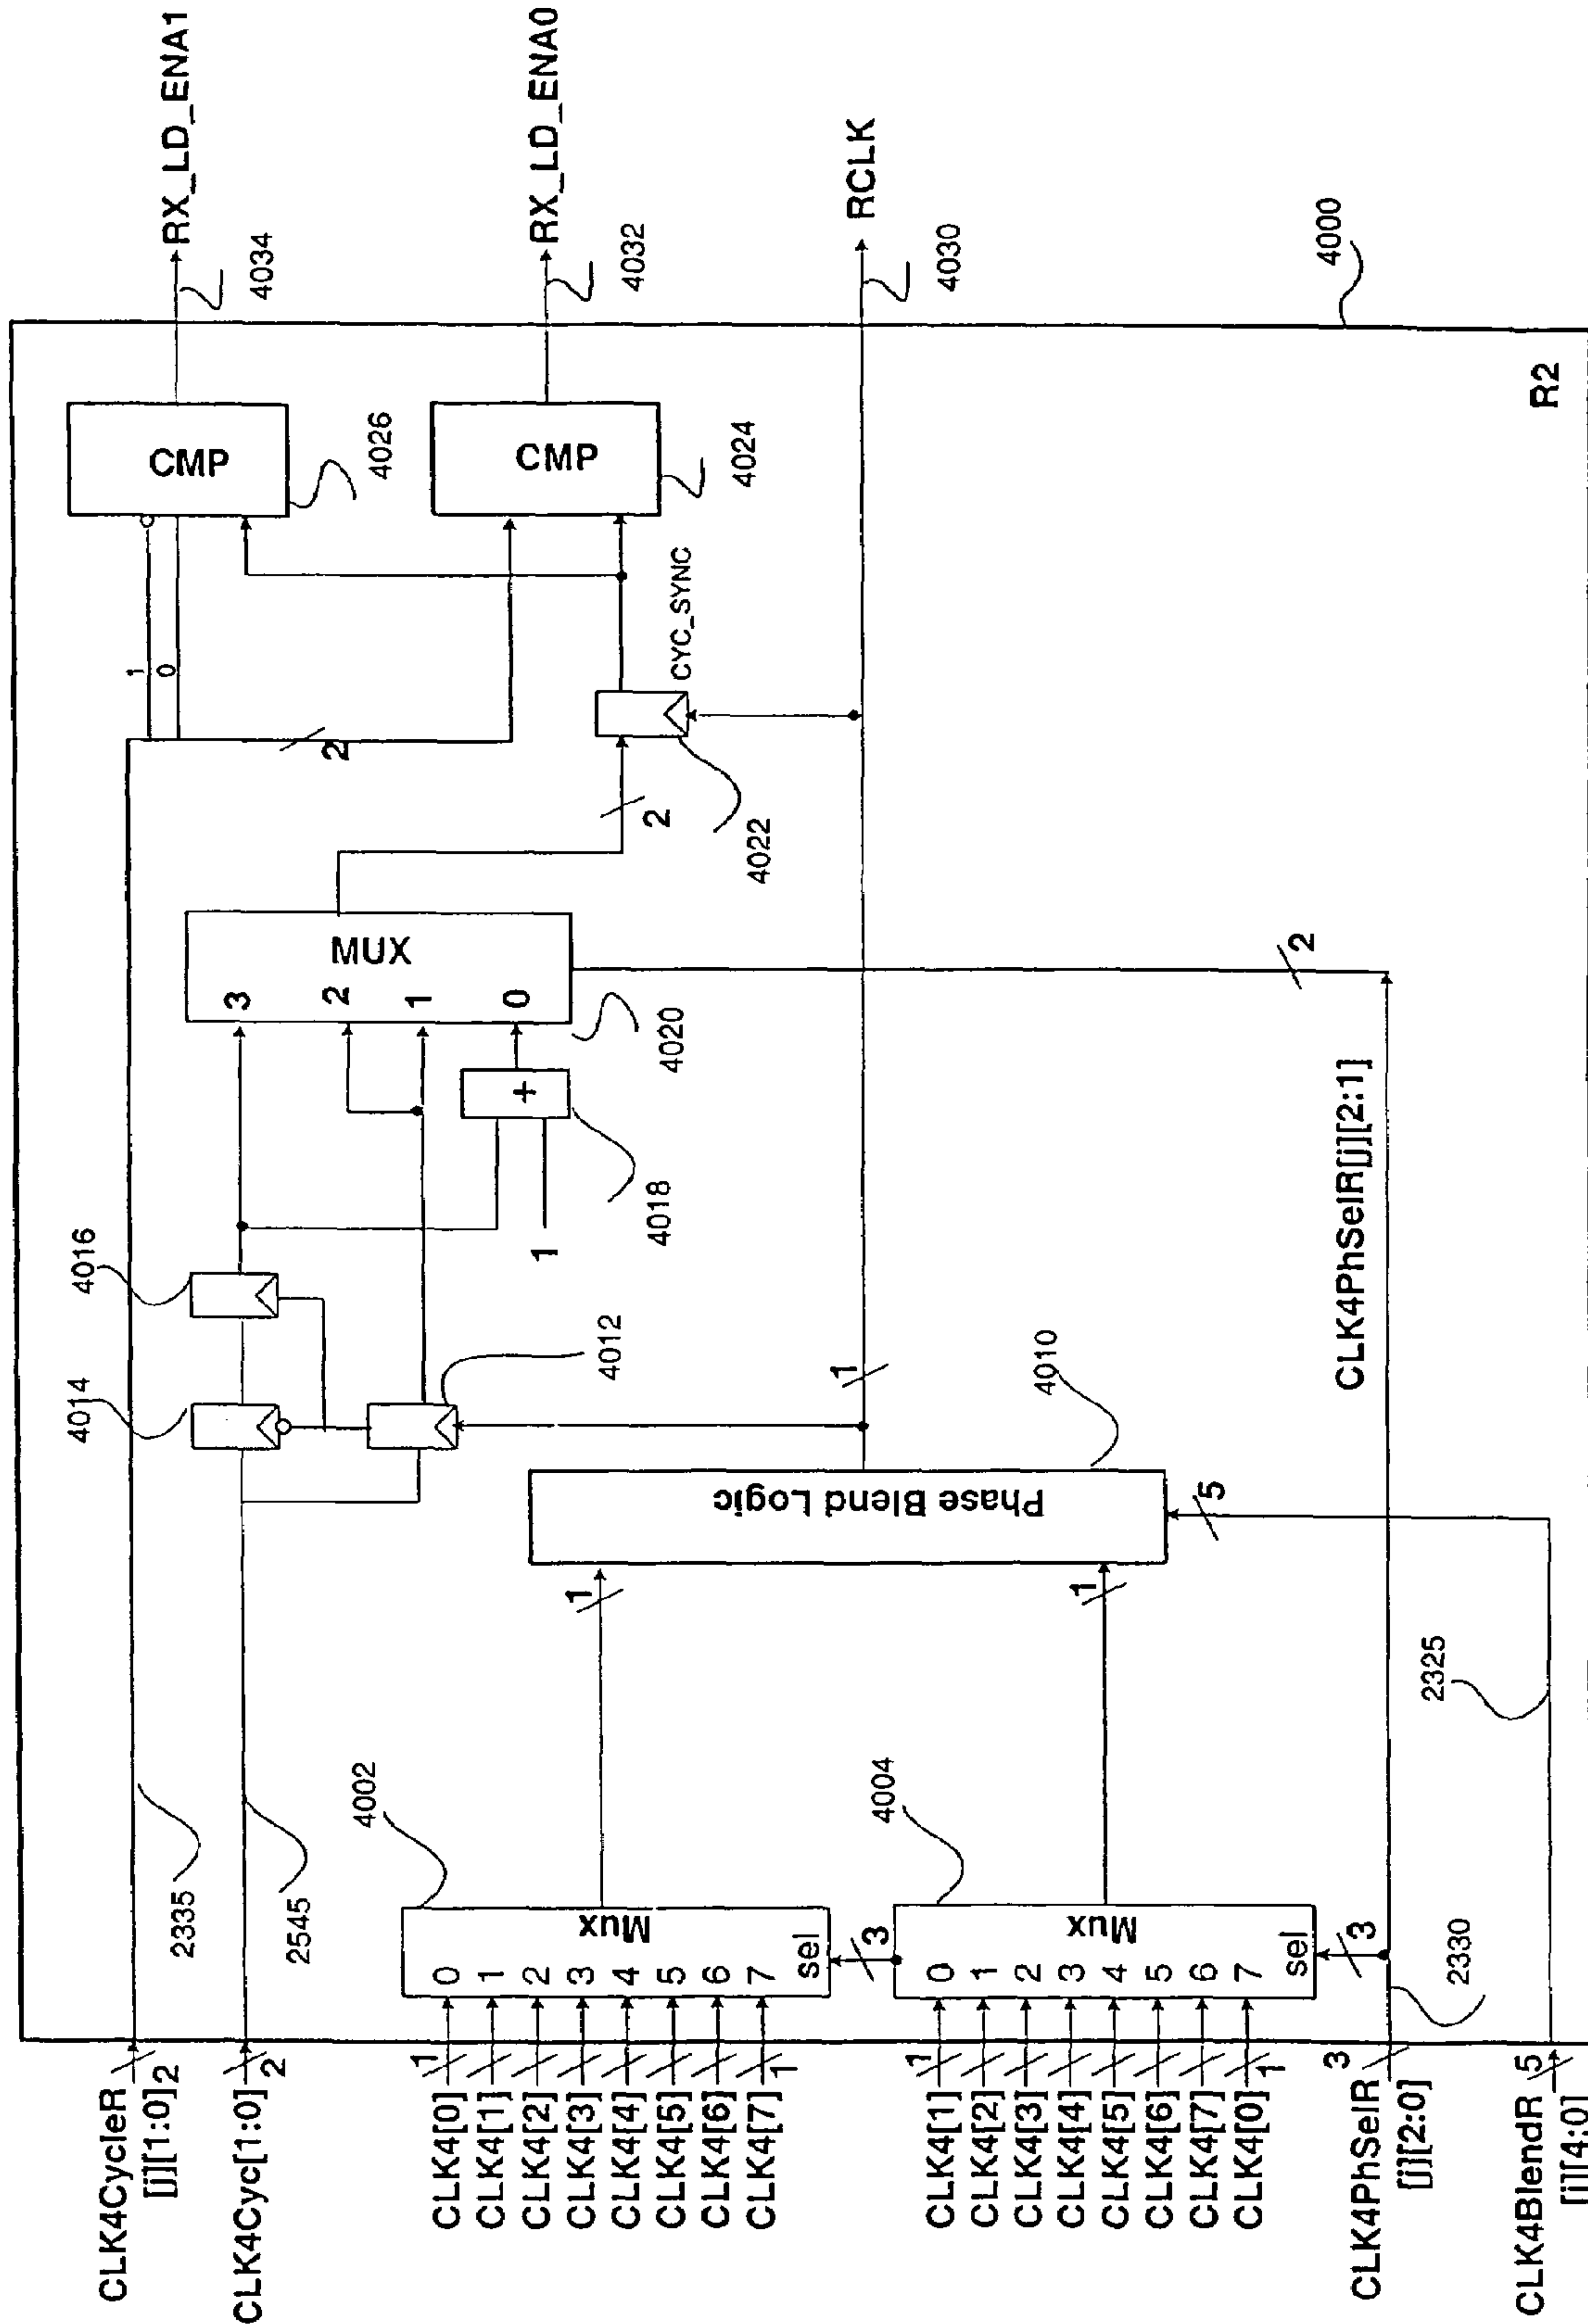 CLK4CycleR
[j][1:0]
2
CLK4Cyc[1:0]
2
CLK4[0]
CLK4[1]
CLK4[2]
CLK4[3]
CLK4[4]
CLK4[5]
CLK4[6]
CLK4[7]
1
1
CLK4[1]
CLK4[2]
CLK4[3]
CLK4[4]
CLK4[5]
CLK4[6]
CLK4[7]
CLK4[0]
1
1
CLK4PhSelR
[j][2:0]
3
CLK4BlendR
[j][4:0]
5
2335
2545
4002
0
1
2
3
4
5
6
7
Mux
sel
3
4004
0
1
2
3
4
5
6
7
Mux
sel
3
2330
2325
1
1
5
Phase Blend Logic
4010
1
4014
4016
4012
1
+
4018
CLK4PhSelR[j][2:1]
2
3
2
1
0
MUX
4020
2
4022
CYC_SYNC
1
0
2
CMP
4026
CMP
4024
R2
4000
4034
RX_LD_ENA1
4032
RX_LD_ENA0
4030
RCLK